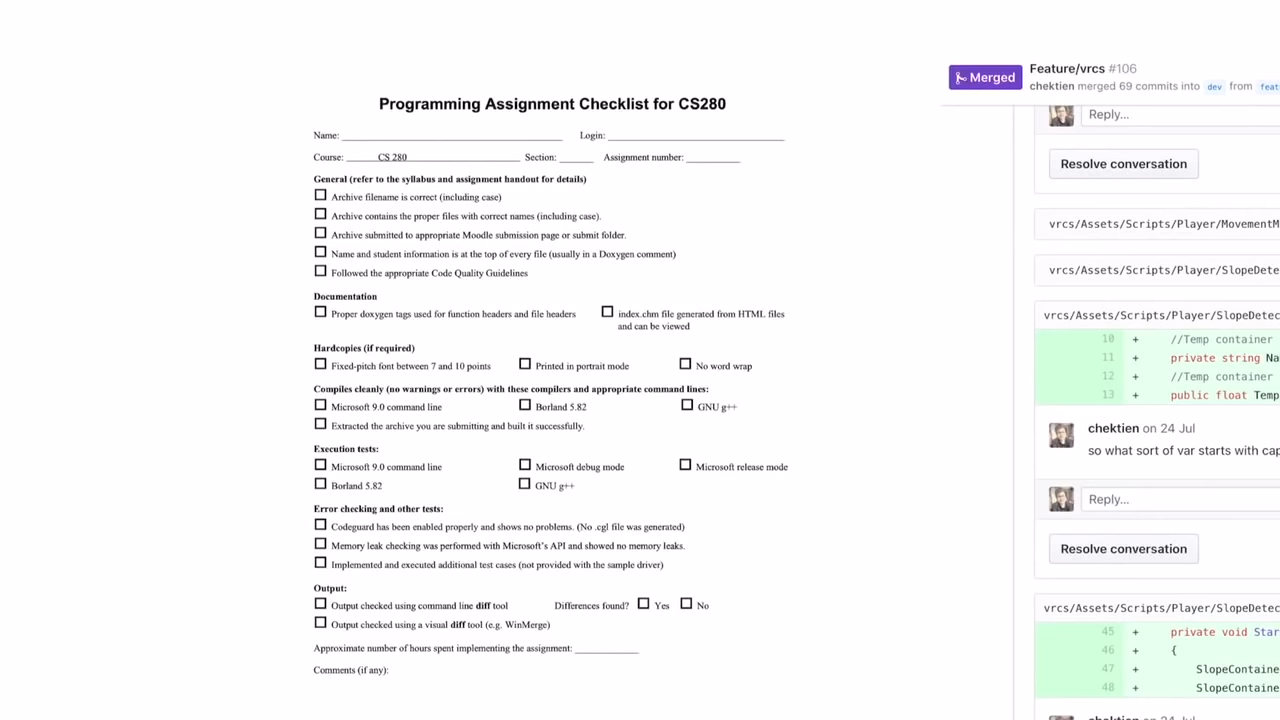 Programming Assignment Checklist for CS280
Name: Login:
Course: CS 280 Section: Assignment number:
General (refer to the syllabus and assignment handout for details)
Archive filename is correct (including case)
Archive contains the proper files with correct names (including case).
Archive submitted to appropriate Moodle submission page or submit folder.
Name and student information is at the top of every file (usually in a Doxygen comment)
Followed the appropriate Code Quality Guidelines
Documentation
Proper doxygen tags used for function headers and file headers
index.chm file generated from HTML files
and can be viewed
Hardcopies (if required)
Fixed-pitch font between 7 and 10 points Printed in portrait mode No word wrap
Compiles cleanly (no warnings or errors) with these compilers and appropriate command lines:
Microsoft 9.0 command line Borland 5.82 GNU g++
Extracted the archive you are submitting and built it successfully.
Execution tests:
Microsoft 9.0 command line Microsoft debug mode Microsoft release mode
Borland 5.82 GNU g++
Error checking and other tests:
Codeguard has been enabled properly and shows no problems. (No .cgl file was generated)
Memory leak checking was performed with Microsoft's API and showed no memory leaks.
Implemented and executed additional test cases (not provided with the sample driver)
Output:
Output checked using command line diff tool Differences found? Yes No
Output checked using a visual diff tool (e.g. WinMerge)
Approximate number of hours spent implementing the assignment:
Comments (if any):
Merged
Feature/vrcs #106
chektien merged 69 commits into dev from feat
Reply...
Resolve conversation
vrcs/Assets/Scripts/Player/MovementM
vrcs/Assets/Scripts/Player/SlopeDete
vrcs/Assets/Scripts/Player/SlopeDetec
10 + //Temp container
11 + private string Na
12 + //Temp container
13 + public float Temp
chektien on 24 Jul
so what sort of var starts with cap
Reply...
Resolve conversation
vrcs/Assets/Scripts/Player/SlopeDetec
45 + private void Star
46 + {
47 + SlopeContaine
48 + SlopeContaine